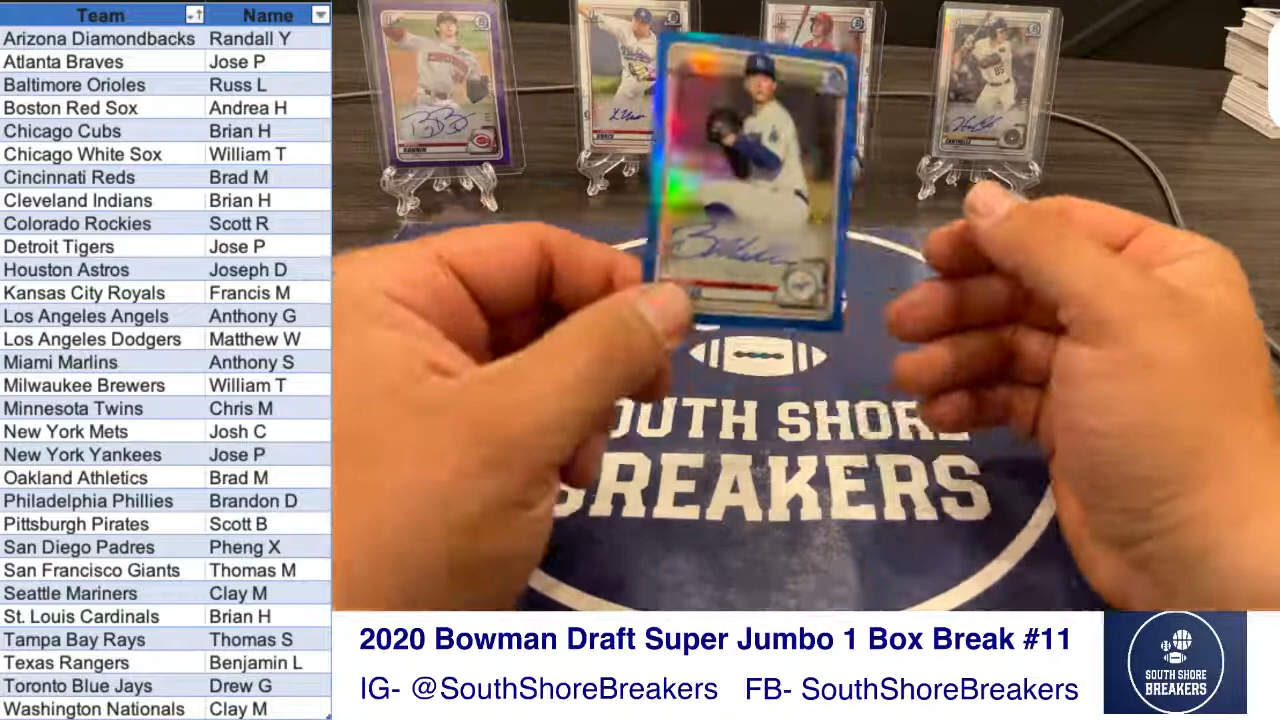 Team Name
Arizona Diamondbacks Randall Y
Atlanta Braves Jose P
Baltimore Orioles Russ L
Boston Red Sox Andrea H
Chicago Cubs Brian H
Chicago White Sox William T
Cincinnati Reds Brad M
Cleveland Indians Brian H
Colorado Rockies Scott R
Detroit Tigers Jose P
Houston Astros Joseph D
Kansas City Royals Francis M
Los Angeles Angels Anthony G
Los Angeles Dodgers Matthew W
Miami Marlins Anthony S
Milwaukee Brewers William T
Minnesota Twins Chris M
New York Mets Josh C
New York Yankees Jose P
Oakland Athletics Brad M
Philadelphia Phillies Brandon D
Pittsburgh Pirates Scott B
San Diego Padres Pheng X
San Francisco Giants Thomas M
Seattle Mariners Clay M
St. Louis Cardinals Brian H
Tampa Bay Rays Thomas S
Texas Rangers Benjamin L
Toronto Blue Jays Drew G
Washington Nationals Clay M
OUTH SHORE
BREAKERS
2020 Bowman Draft Super Jumbo 1 Box Break #11
IG- @SouthShoreBreakers FB- SouthShoreBreakers
SOUTH SHORE
BREAKERS